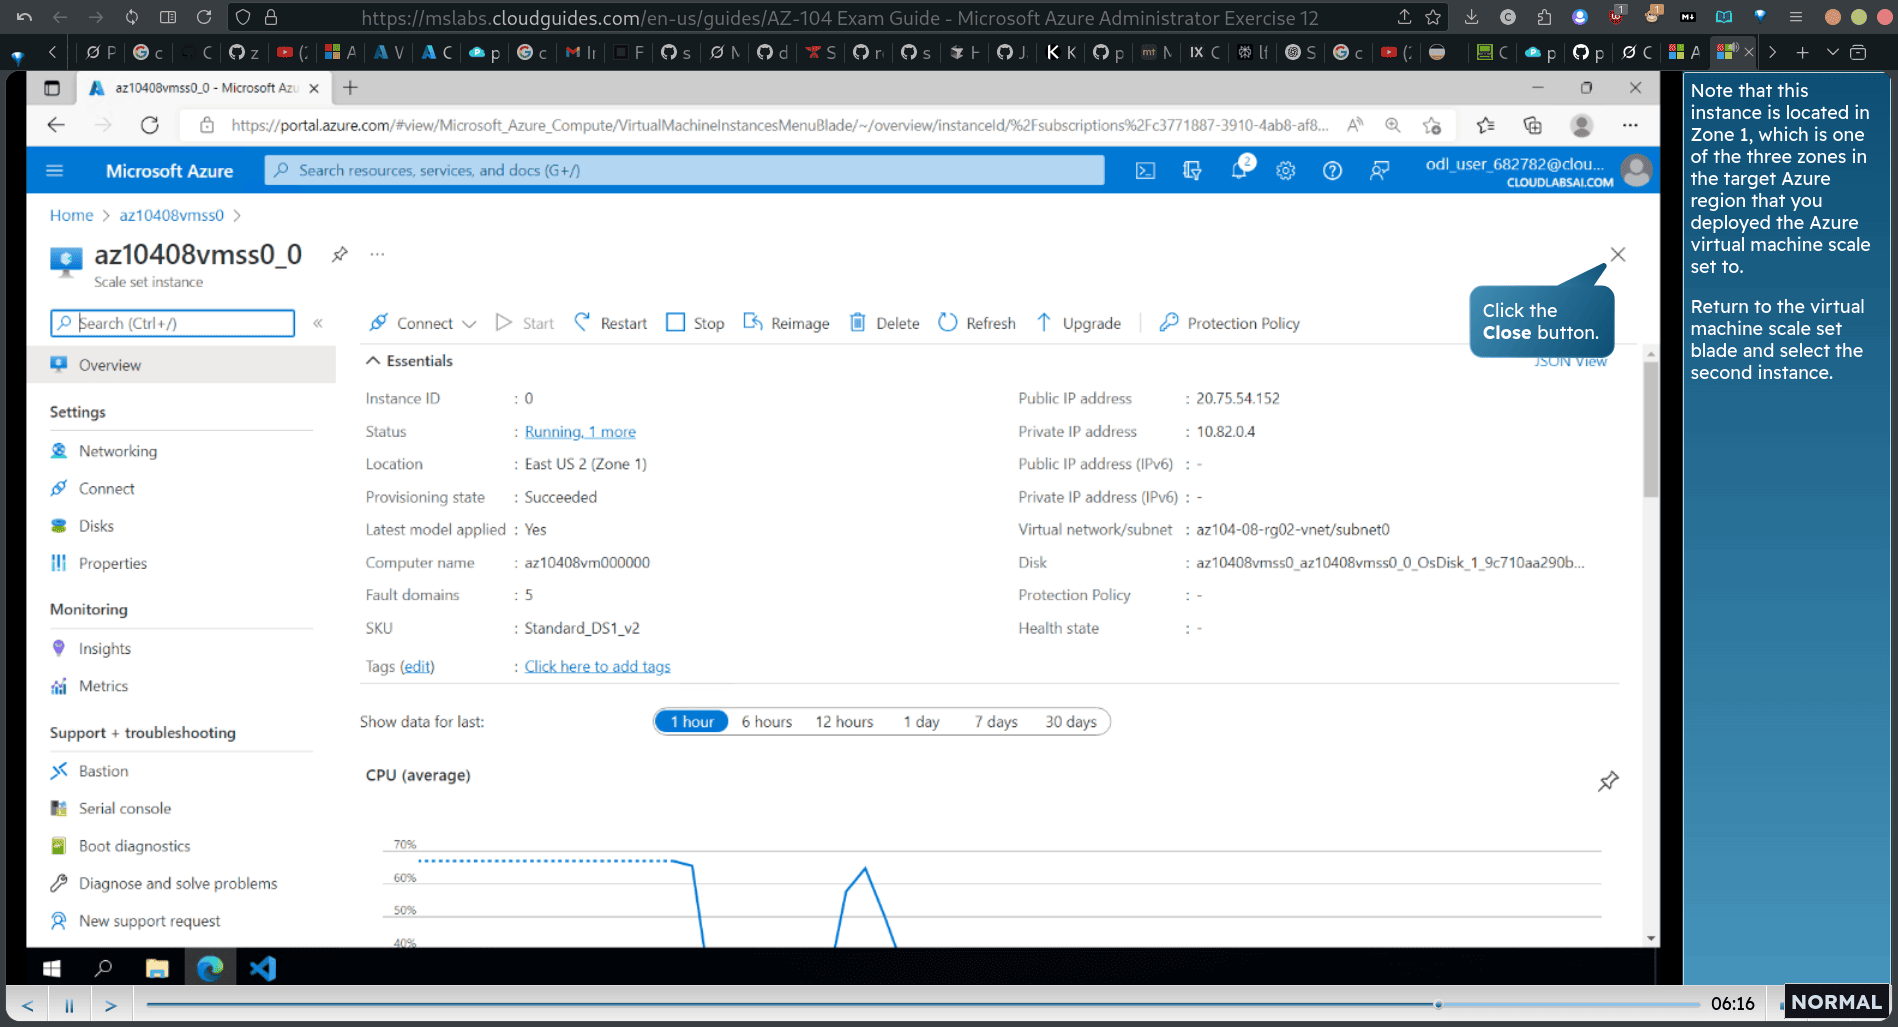 https://mslabs.cloudguides.com/en-us/guides/AZ-104 Exam Guide - Microsoft Azure Administrator Exercise 12
az10408vmss0_0 - Microsoft Azu
https://portal.azure.com/#view/Microsoft_Azure_Compute/VirtualMachineInstancesMenuBlade/~/overview/instanceId/%2Fsubscriptions%2Fc3771887-3910-4ab8-af8...
Microsoft Azure
Search resources, services, and docs (G+/)
2
odl_user_682782@clou...
CLOUDLABSAI.COM
Home > az10408vmss0 >
az10408vmss0_0
Scale set instance
Search (Ctrl+/)
Connect
Start
Restart
Stop
Reimage
Delete
Refresh
Upgrade
Protection Policy
Click the
Close button.
Overview
Settings
Networking
Connect
Disks
Properties
Monitoring
Insights
Metrics
Support + troubleshooting
Bastion
Serial console
Boot diagnostics
Diagnose and solve problems
New support request
Essentials
JSON View
Instance ID : 0
Status : Running, 1 more
Location : East US 2 (Zone 1)
Provisioning state : Succeeded
Latest model applied : Yes
Computer name : az10408vm000000
Fault domains : 5
SKU : Standard_DS1_v2
Tags (edit) : Click here to add tags
Public IP address : 20.75.54.152
Private IP address : 10.82.0.4
Public IP address (IPv6) : -
Private IP address (IPv6) : -
Virtual network/subnet : az104-08-rg02-vnet/subnet0
Disk : az10408vmss0_az10408vmss0_0_OsDisk_1_9c710aa290b...
Protection Policy : -
Health state : -
Show data for last:
1 hour
6 hours
12 hours
1 day
7 days
30 days
CPU (average)
70%
60%
50%
40%
Note that this
instance is located in
Zone 1, which is one
of the three zones in
the target Azure
region that you
deployed the Azure
virtual machine scale
set to.
Return to the virtual
machine scale set
blade and select the
second instance.
06:16
NORMAL